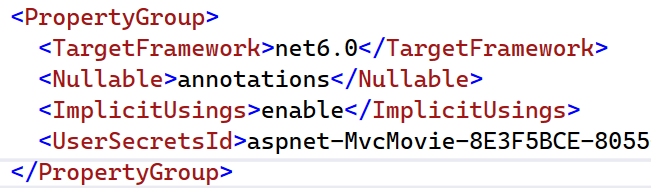 <PropertyGroup>
<TargetFramework>net6.0</TargetFramework>
<Nullable>annotations</Nullable>
<ImplicitUsings>enable</ImplicitUsings>
<UserSecretsId>aspnet-MvcMovie-8E3F5BCE-8055
</PropertyGroup>